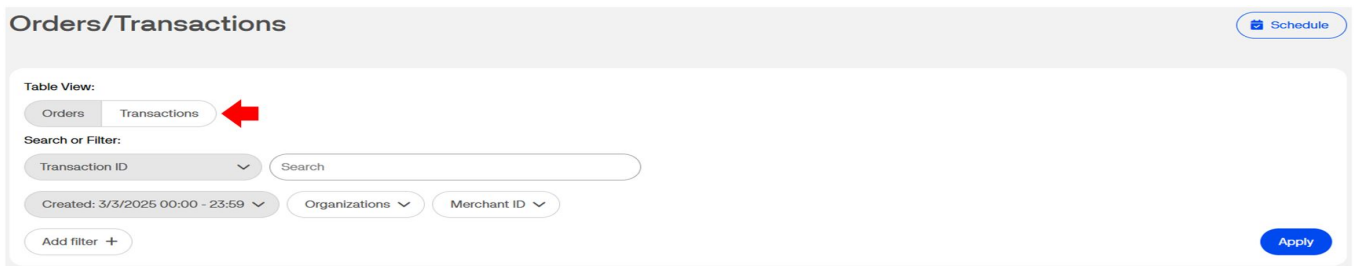 Orders/Transactions
Schedule
Table View:
Orders Transactions
Search or Filter:
Transaction ID Search
Created: 3/3/2025 00:00 - 23:59 Organizations Merchant ID
Add filter + Apply